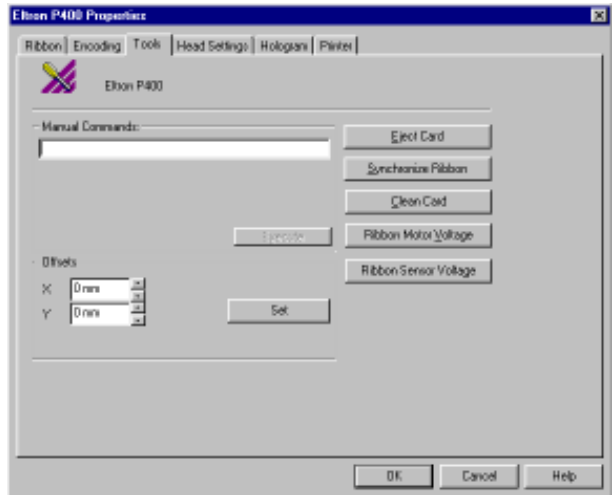 Eltron P400 Properties
Ribbon Encoding Tools Head Settings Hologram Printer
Eltron P400
Manual Commands:
Eject Card
Synchronize Ribbon
Clean Card
Execute
Ribbon Motor Voltage
Offsets
Ribbon Sensor Voltage
X 0 mm
Y 0 mm
Set
OK Cancel Help